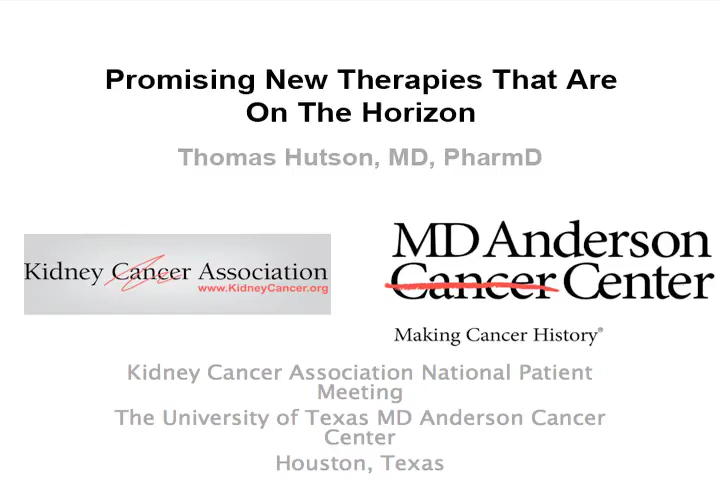 Promising New Therapies That Are
On The Horizon
Thomas Hutson, MD, PharmD
Kidney Cancer Association
www.KidneyCancer.org
MD Anderson
Cancer Center
Making Cancer History®
Kidney Cancer Association National Patient
Meeting
The University of Texas MD Anderson Cancer
Center
Houston, Texas